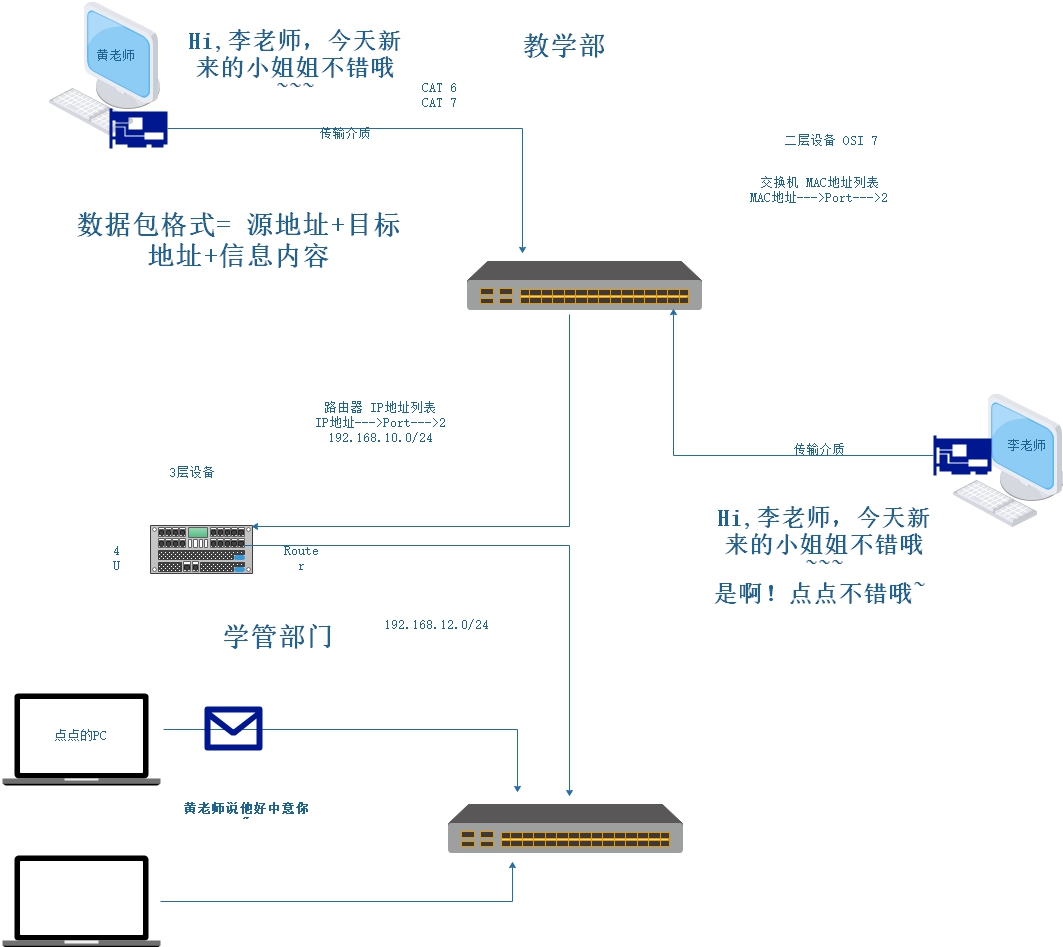 黄老师
Hi,李老师，今天新
来的小姐姐不错哦
~~~
教学部
CAT 6
CAT 7
传输介质
二层设备 OSI 7
交换机 MAC地址列表
MAC地址--->Port--->2
数据包格式= 源地址+目标
地址+信息内容
路由器 IP地址列表
IP地址--->Port--->2
192.168.10.0/24
3层设备
传输介质
李老师
Hi,李老师，今天新
来的小姐姐不错哦
~~~
是啊！点点不错哦~
4
U
Route
r
学管部门
192.168.12.0/24
点点的PC
黄老师说他好中意你
~